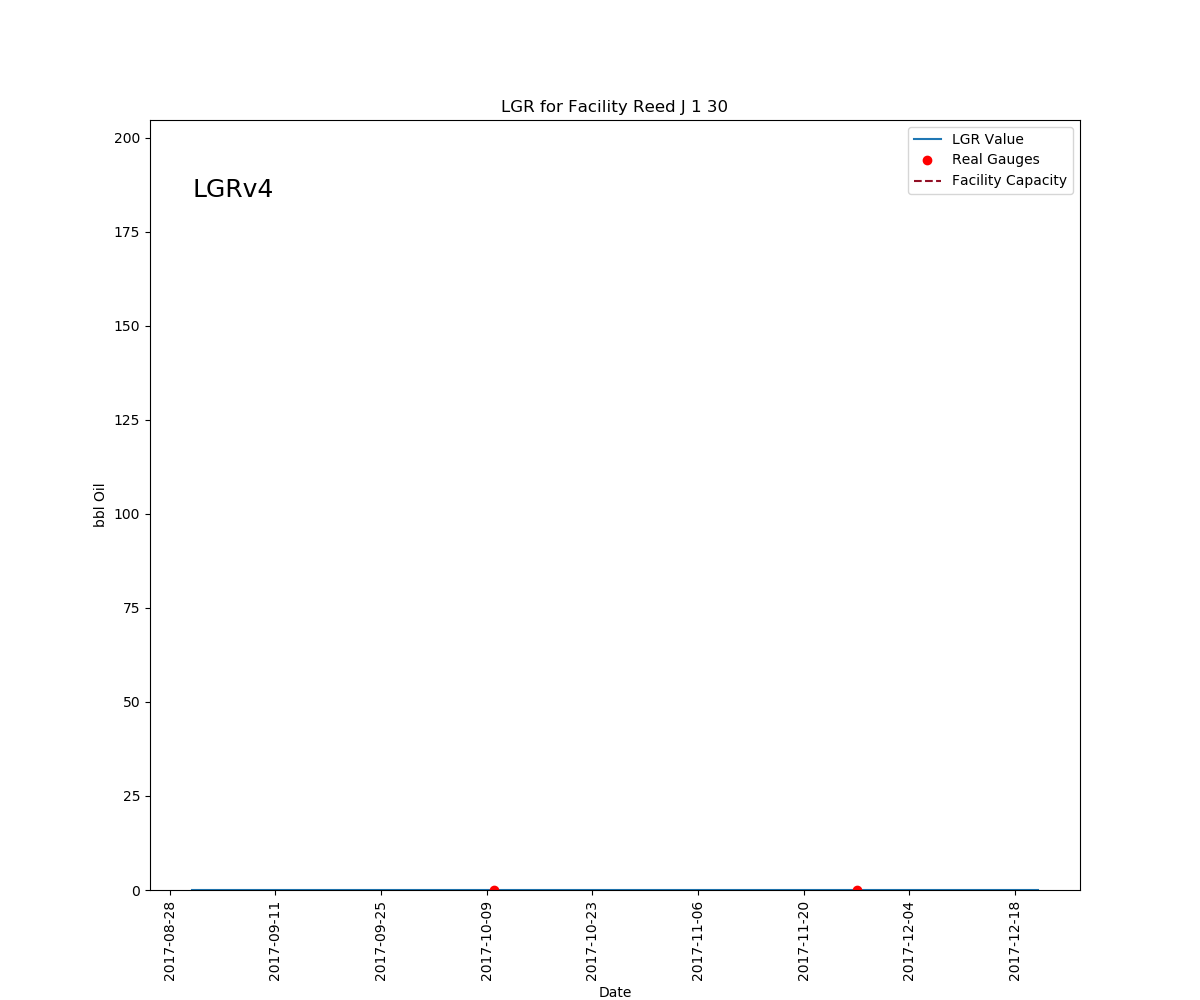 LGR for Facility Reed J 1 30
LGR Value
Real Gauges
Facility Capacity
LGRv4
200
175
150
125
100
75
50
25
0
bbl Oil
2017-08-28
2017-09-11
2017-09-25
2017-10-09
2017-10-23
2017-11-06
2017-11-20
2017-12-04
2017-12-18
Date